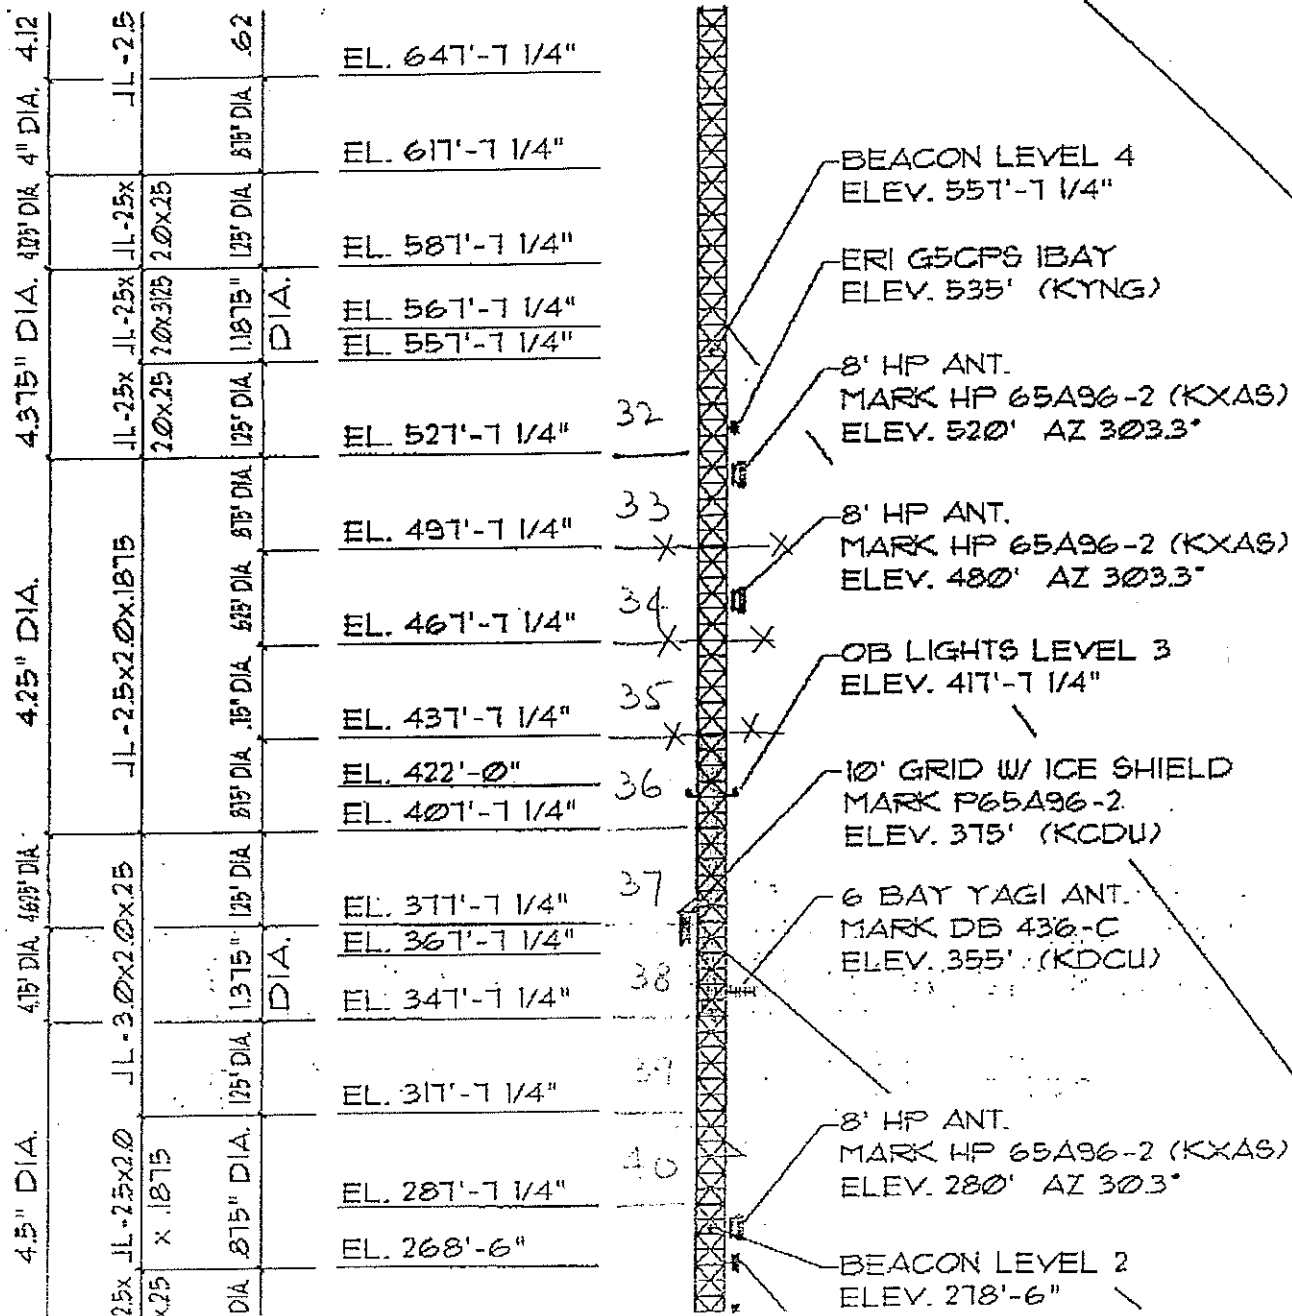 4.12
4" DIA.
4.375" DIA.
4.25" DIA.
4.5" DIA.
JL-2.5
JL-2.5x
2.0x.25
JL-2.5x
2.0x.3125
JL-2.5x
2.0x.25
JL-2.5x2.0x.1875
JL-3.0x2.0x.25
JL-2.5x2.0
x .1875
.62
.875" DIA
1.25" DIA
1.1875"
DIA.
1.25" DIA
.875" DIA
.625" DIA
.75" DIA
1.25" DIA
1.375"
DIA.
1.25" DIA
.875" DIA.
DIA
EL. 647'-7 1/4"
EL. 617'-7 1/4"
EL. 587'-7 1/4"
EL. 567'-7 1/4"
EL. 557'-7 1/4"
EL. 527'-7 1/4"
EL. 497'-7 1/4"
EL. 467'-7 1/4"
EL. 437'-7 1/4"
EL. 422'-0"
EL. 407'-7 1/4"
EL. 377'-7 1/4"
EL. 367'-7 1/4"
EL. 347'-7 1/4"
EL. 317'-7 1/4"
EL. 287'-7 1/4"
EL. 268'-6"
32
33
34
35
36
37
38
39
40
BEACON LEVEL 4
ELEV. 557'-7 1/4"
ERI G5CPS 1BAY
ELEV. 535' (KYNG)
8' HP ANT.
MARK HP 65A96-2 (KXAS)
ELEV. 520' AZ 303.3°
8' HP ANT.
MARK HP 65A96-2 (KXAS)
ELEV. 480' AZ 303.3°
OB LIGHTS LEVEL 3
ELEV. 417'-7 1/4"
10' GRID W/ ICE SHIELD
MARK P65A96-2
ELEV. 375' (KCDU)
6 BAY YAGI ANT.
MARK DB 436-C
ELEV. 355' (KDCU)
8' HP ANT.
MARK HP 65A96-2 (KXAS)
ELEV. 280' AZ 30.3°
BEACON LEVEL 2
ELEV. 278'-6"